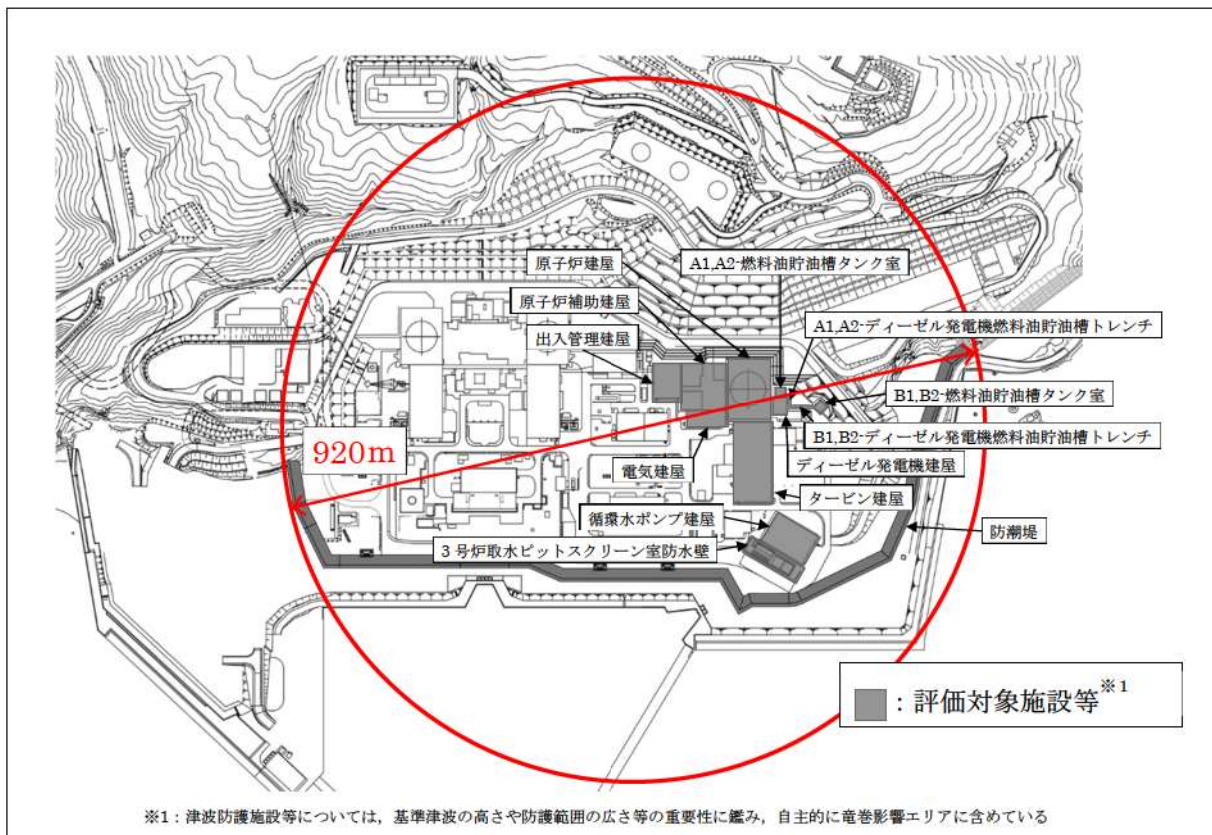 原子炉建屋
A1,A2-燃料油貯油槽タンク室
原子炉補助建屋
A1,A2-ディーゼル発電機燃料油貯油槽トレンチ
出入管理建屋
B1,B2-燃料油貯油槽タンク室
B1,B2-ディーゼル発電機燃料油貯油槽トレンチ
920m
電気建屋
ディーゼル発電機建屋
タービン建屋
循環水ポンプ建屋
防潮堤
3号炉取水ピットスクリーン室防水壁
：評価対象施設等※1
※1：津波防護施設等については，基準津波の高さや防護範囲の広さ等の重要性に鑑み，自主的に竜巻影響エリアに含めている